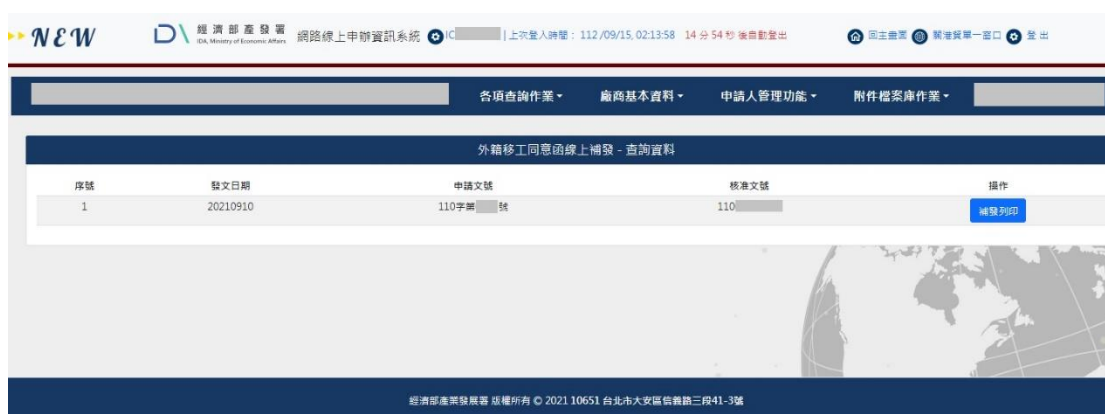 NEW
經濟部產發署
IDA, Ministry of Economic Affairs
網路線上申辦資訊系統 IC | 上次登入時間: 112/09/15, 02:13:58 14 分 54 秒 後自動登出 回主畫面 關港貿單一窗口 登出
各項查詢作業 廠商基本資料 申請人管理功能 附件檔案庫作業
外籍移工同意函線上補發 - 查詢資料
序號 發文日期 申請文號 核准文號 操作
1 20210910 110字第 號 110 補發列印
經濟部產業發展署 版權所有 © 2021 10651 台北市大安區信義路三段41-3號